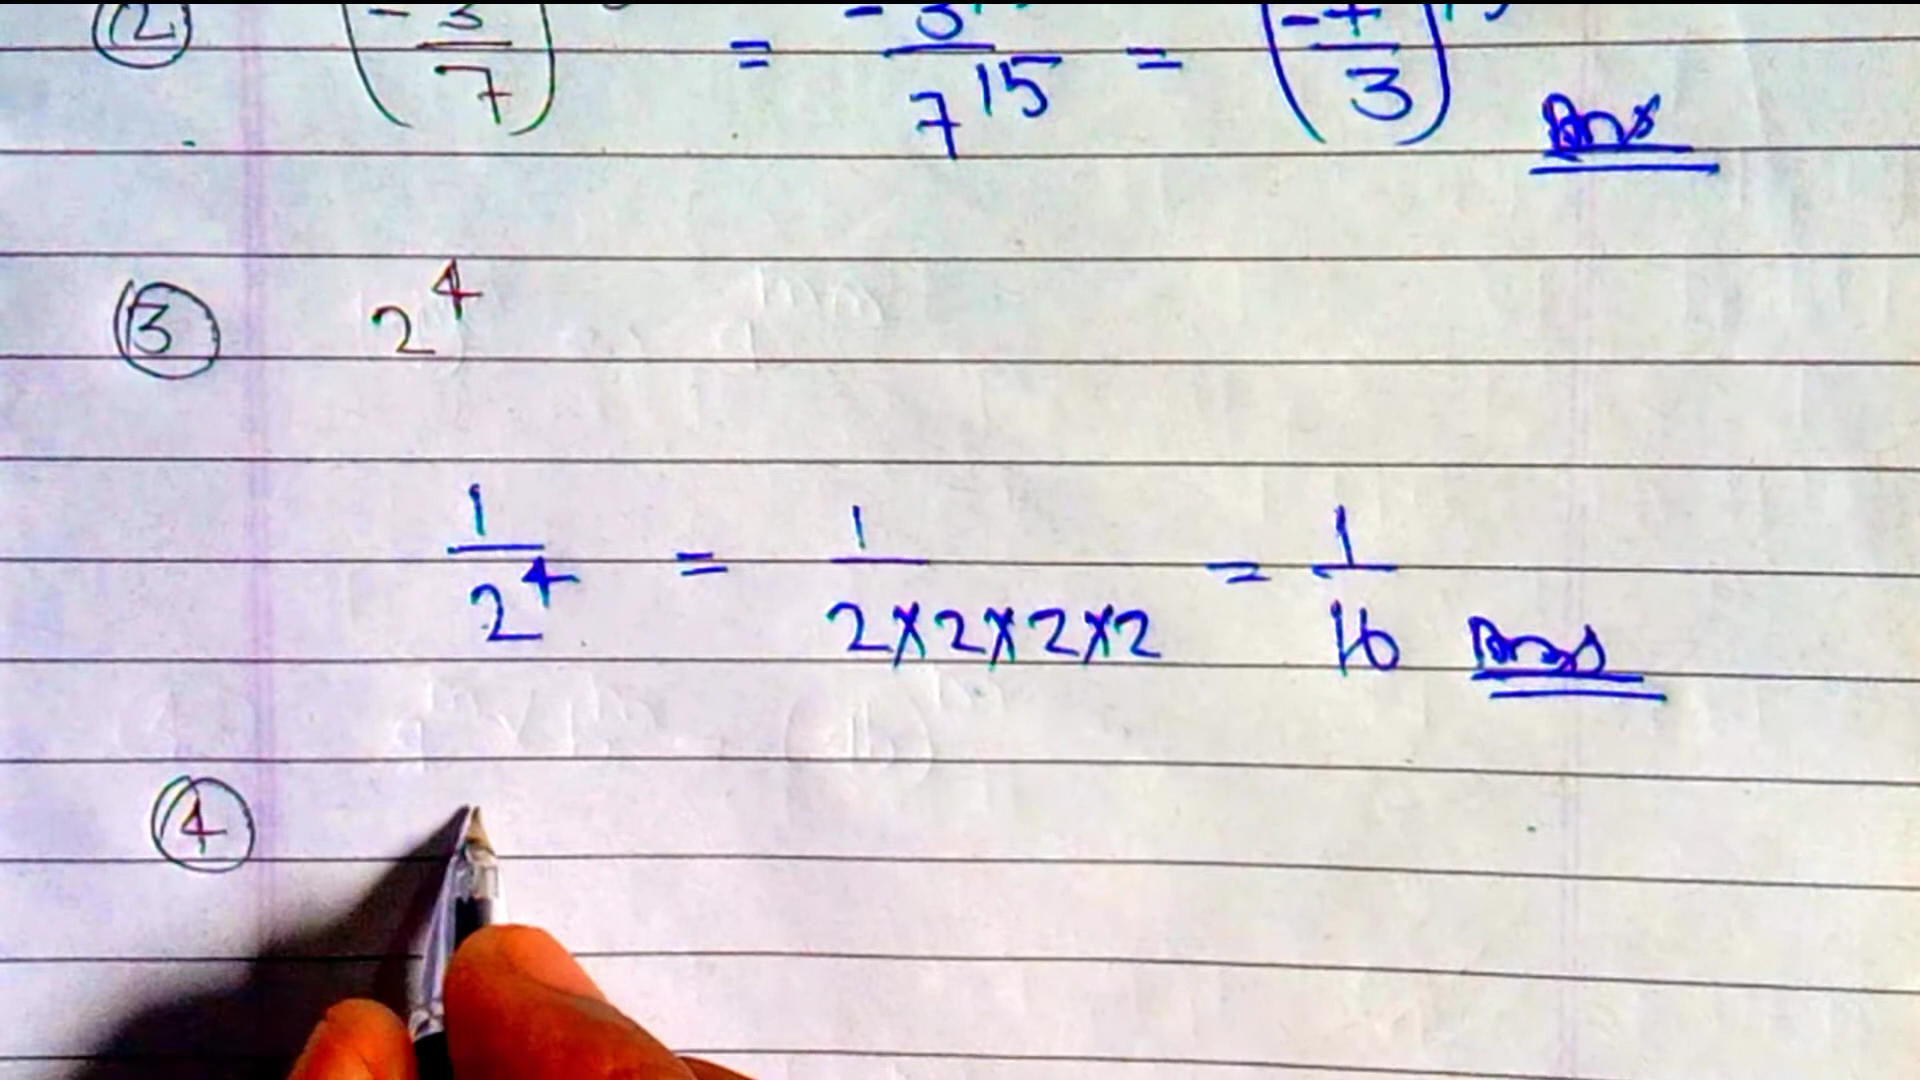 ② (-3/7) = -3/7^15 = (-7/3)^15 Ans
③ 2^4
1/2^4 = 1/2×2×2×2 = 1/16 Ans
④